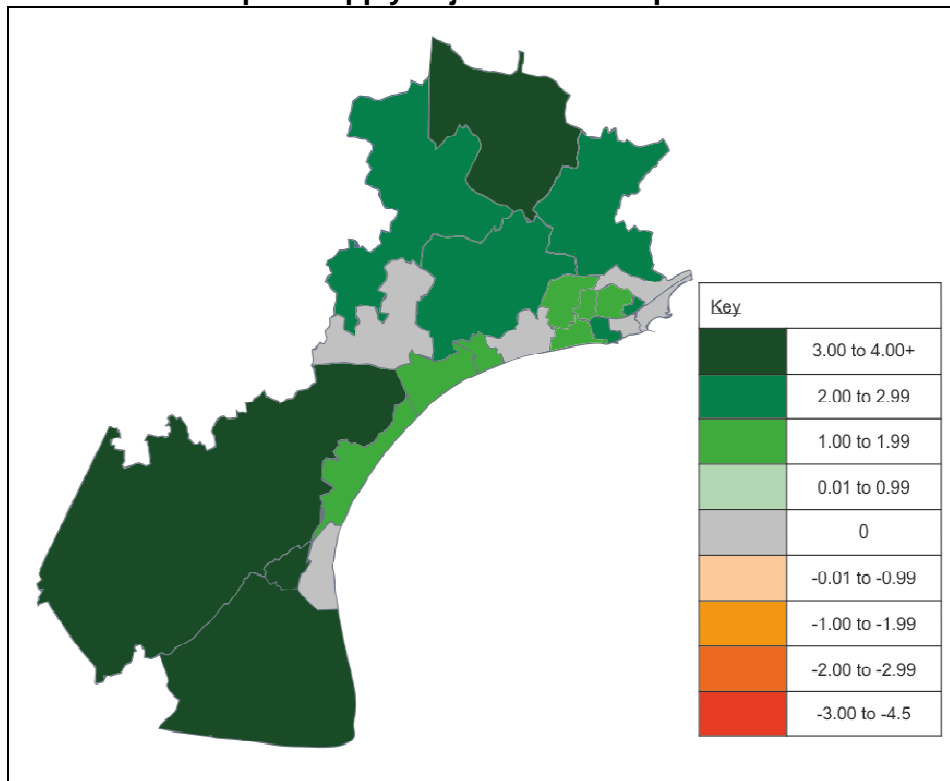 Key
3.00 to 4.00+
2.00 to 2.99
1.00 to 1.99
0.01 to 0.99
0
-0.01 to -0.99
-1.00 to -1.99
-2.00 to -2.99
-3.00 to -4.5